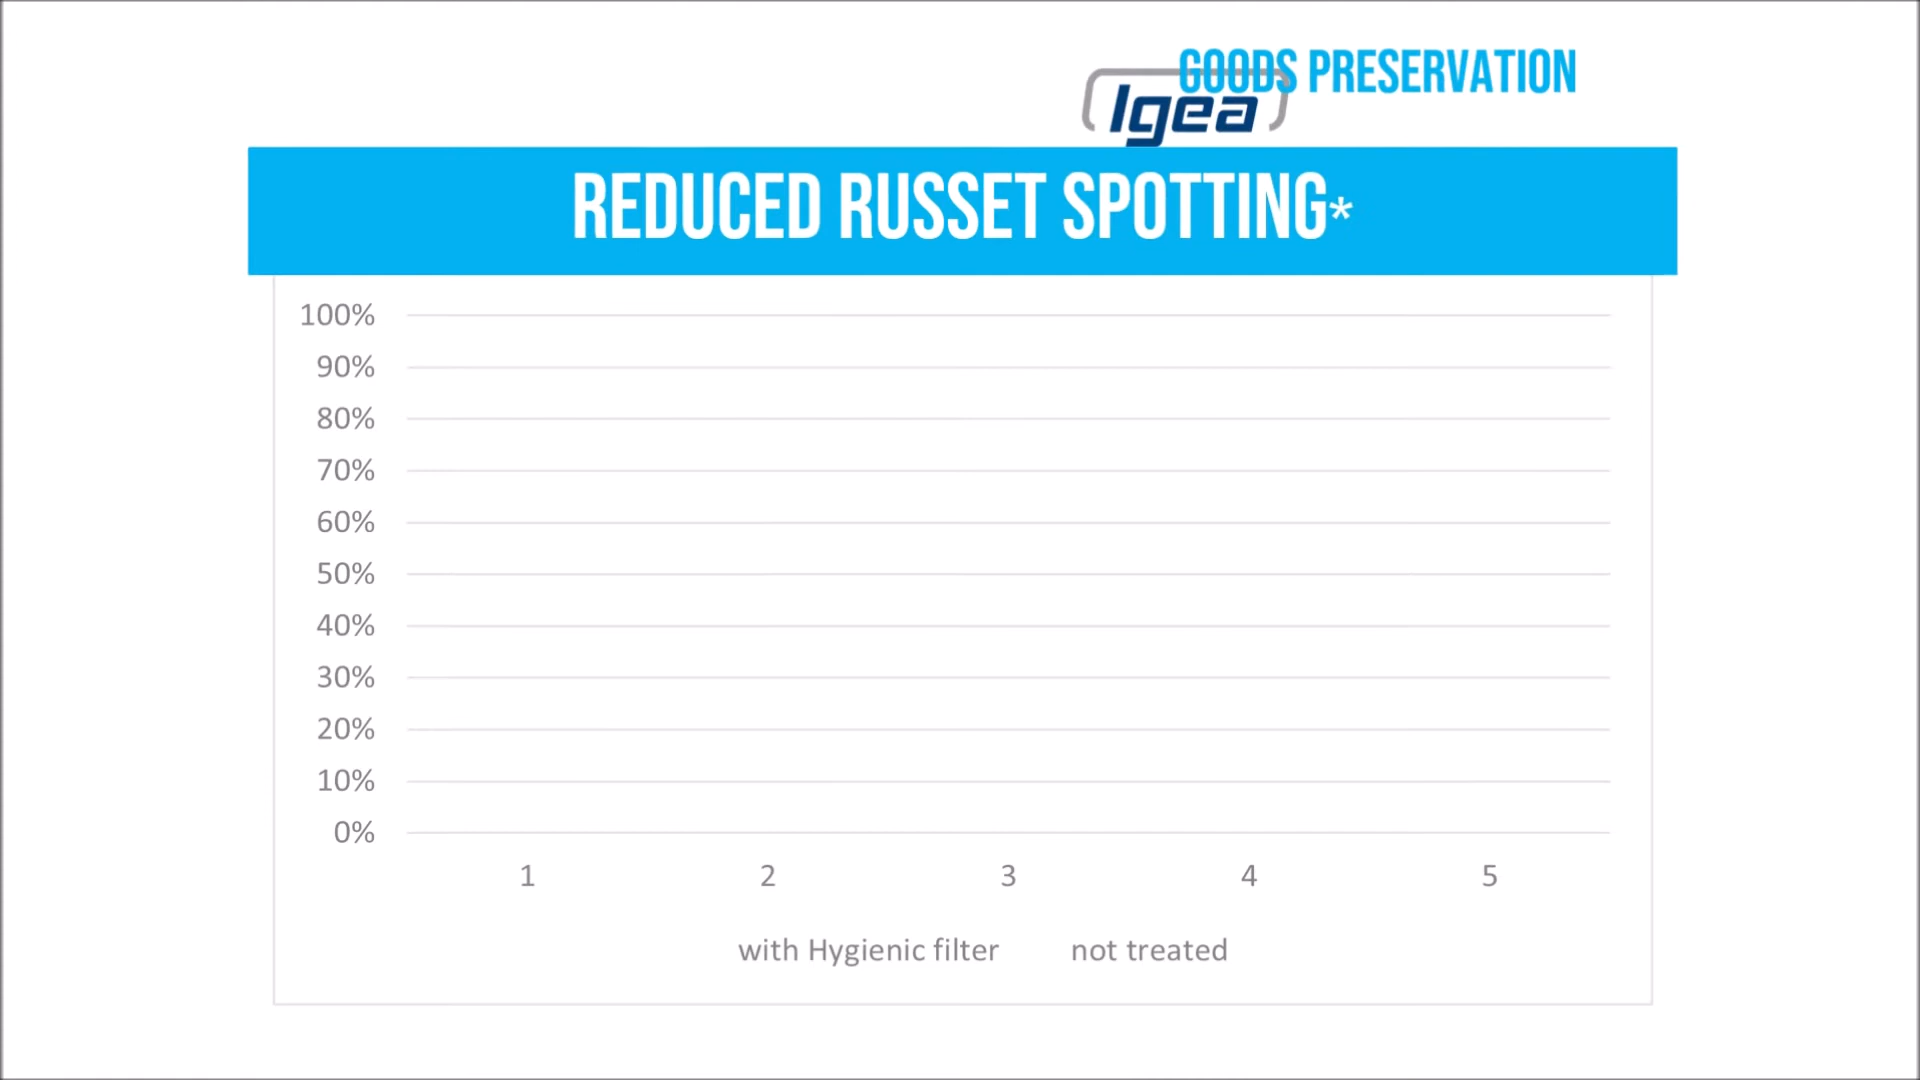 GOODS PRESERVATION
Igea
REDUCED RUSSET SPOTTING*
100%
90%
80%
70%
60%
50%
40%
30%
20%
10%
0%
1 2 3 4 5
with Hygienic filter not treated